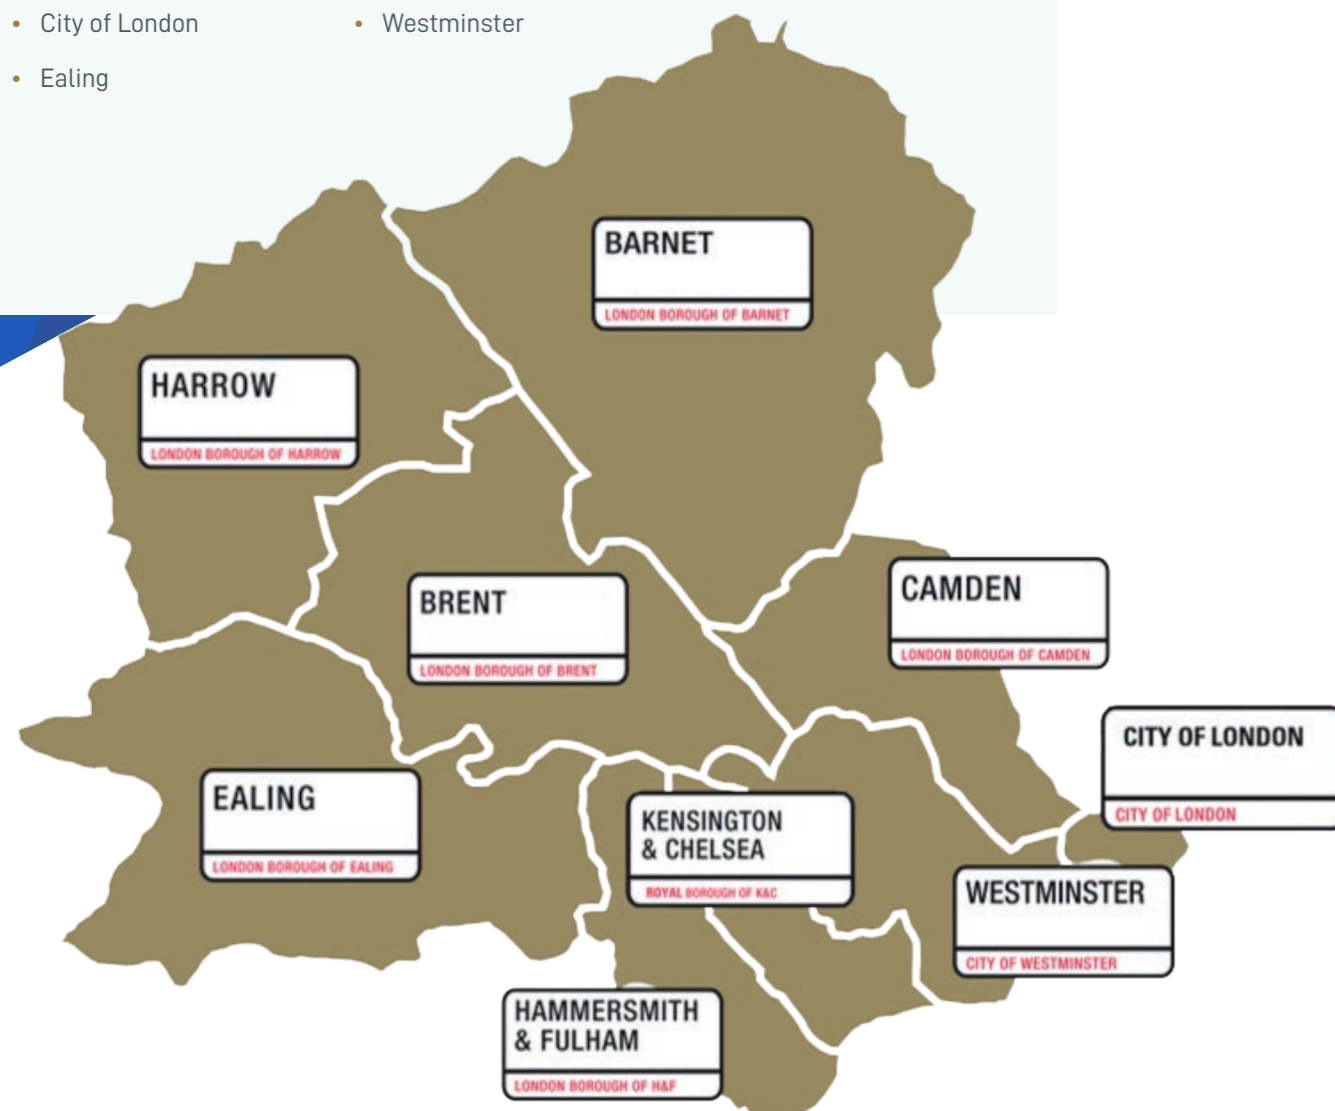 • City of London
• Westminster
• Ealing
BARNET
LONDON BOROUGH OF BARNET
HARROW
LONDON BOROUGH OF HARROW
BRENT
LONDON BOROUGH OF BRENT
CAMDEN
LONDON BOROUGH OF CAMDEN
CITY OF LONDON
CITY OF LONDON
EALING
LONDON BOROUGH OF EALING
KENSINGTON
& CHELSEA
ROYAL BOROUGH OF K&C
WESTMINSTER
CITY OF WESTMINSTER
HAMMERSMITH
& FULHAM
LONDON BOROUGH OF H&F